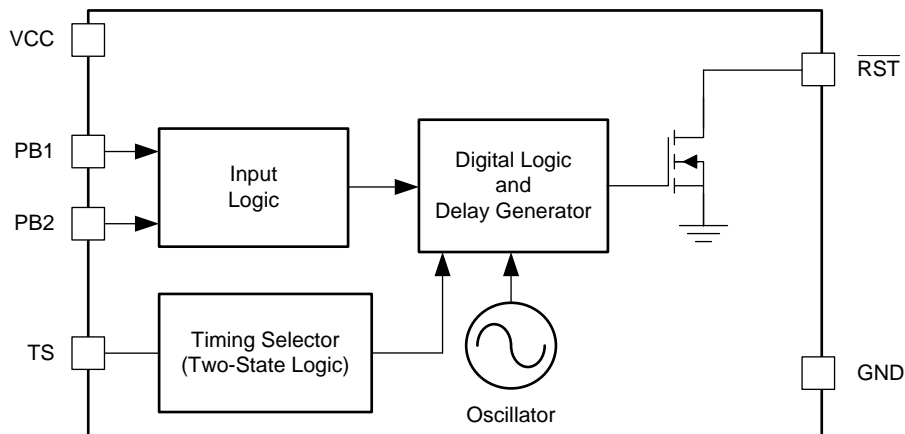 VCC
RST
PB1
PB2
Input
Logic
Digital Logic
and
Delay Generator
TS
Timing Selector
(Two-State Logic)
Oscillator
GND